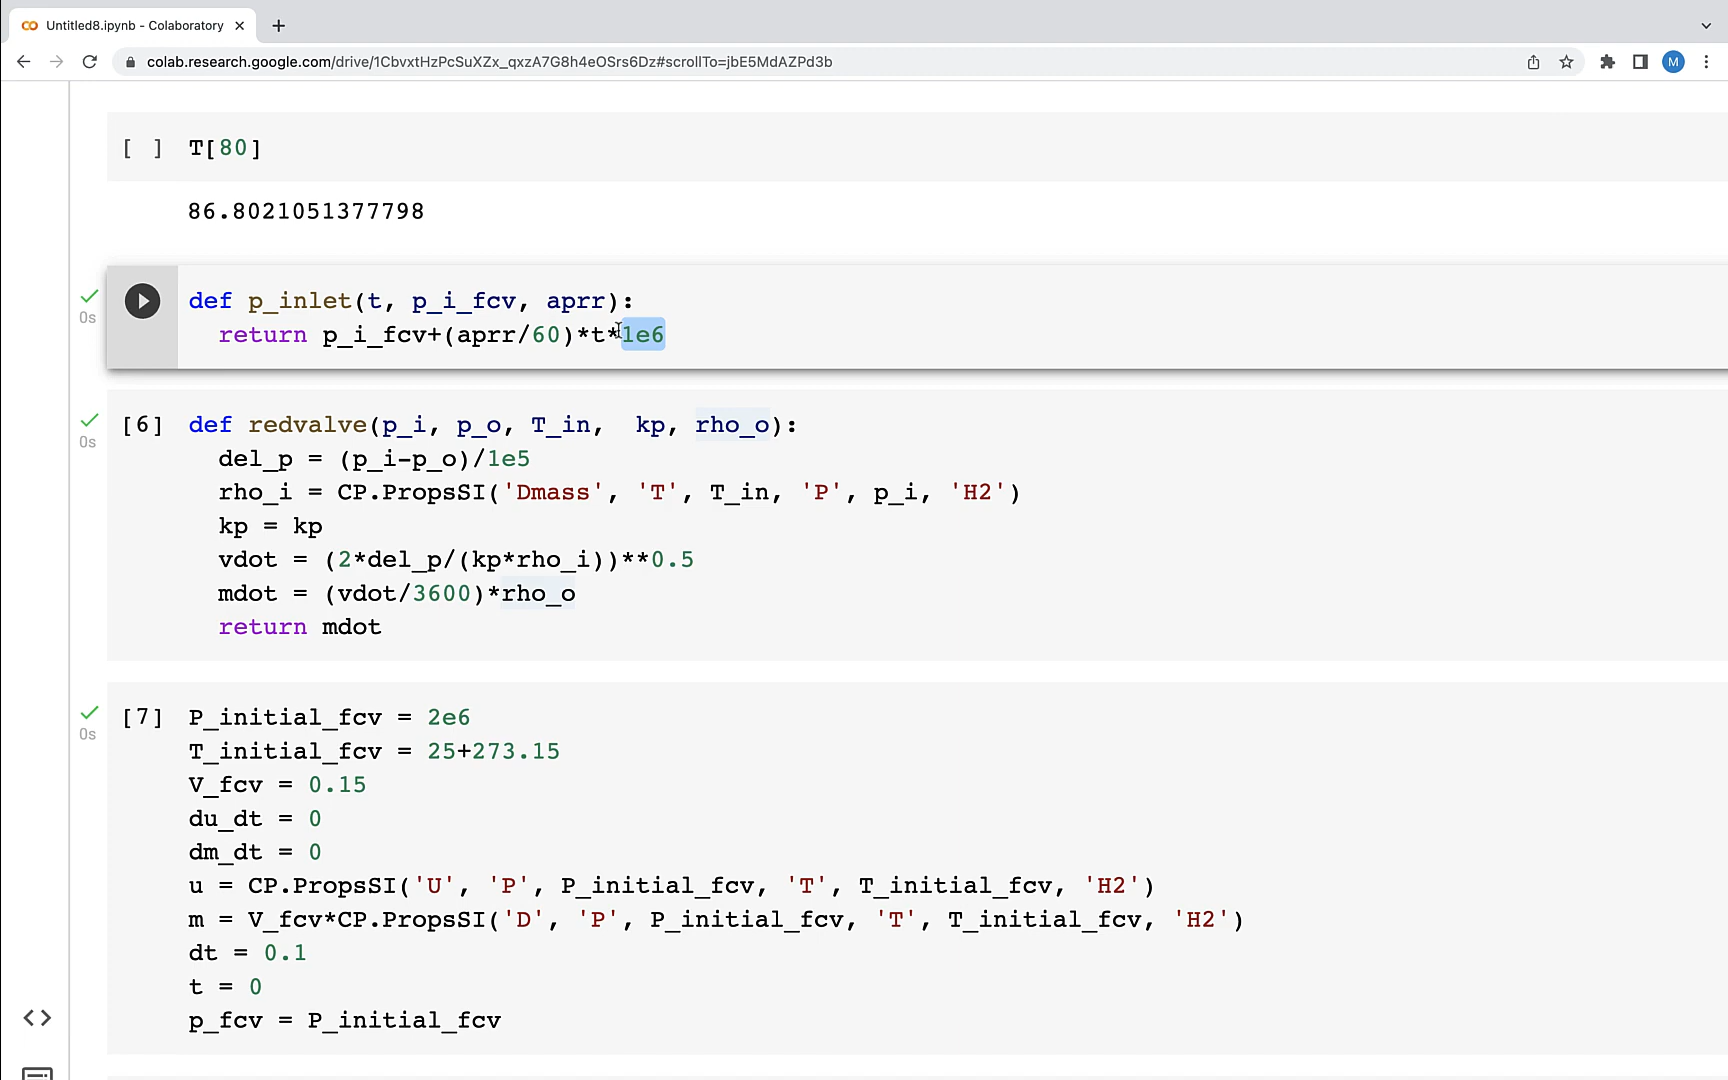 Untitled8.ipynb - Colaboratory
colab.research.google.com/drive/1CbvxtHzPcSuXZx_qxzA7G8h4eOSrs6Dz#scrollTo=jbE5MdAZPd3b
M
[ ] T[80]
86.8021051377798
def p_inlet(t, p_i_fcv, aprr):
0s
return p_i_fcv+(aprr/60)*t*1e6
[6] def redvalve(p_i, p_o, T_in,  kp, rho_o):
0s
del_p = (p_i-p_o)/1e5
rho_i = CP.PropsSI('Dmass', 'T', T_in, 'P', p_i, 'H2')
kp = kp
vdot = (2*del_p/(kp*rho_i))**0.5
mdot = (vdot/3600)*rho_o
return mdot
[7] P_initial_fcv = 2e6
0s
T_initial_fcv = 25+273.15
V_fcv = 0.15
du_dt = 0
dm_dt = 0
u = CP.PropsSI('U', 'P', P_initial_fcv, 'T', T_initial_fcv, 'H2')
m = V_fcv*CP.PropsSI('D', 'P', P_initial_fcv, 'T', T_initial_fcv, 'H2')
dt = 0.1
t = 0
p_fcv = P_initial_fcv